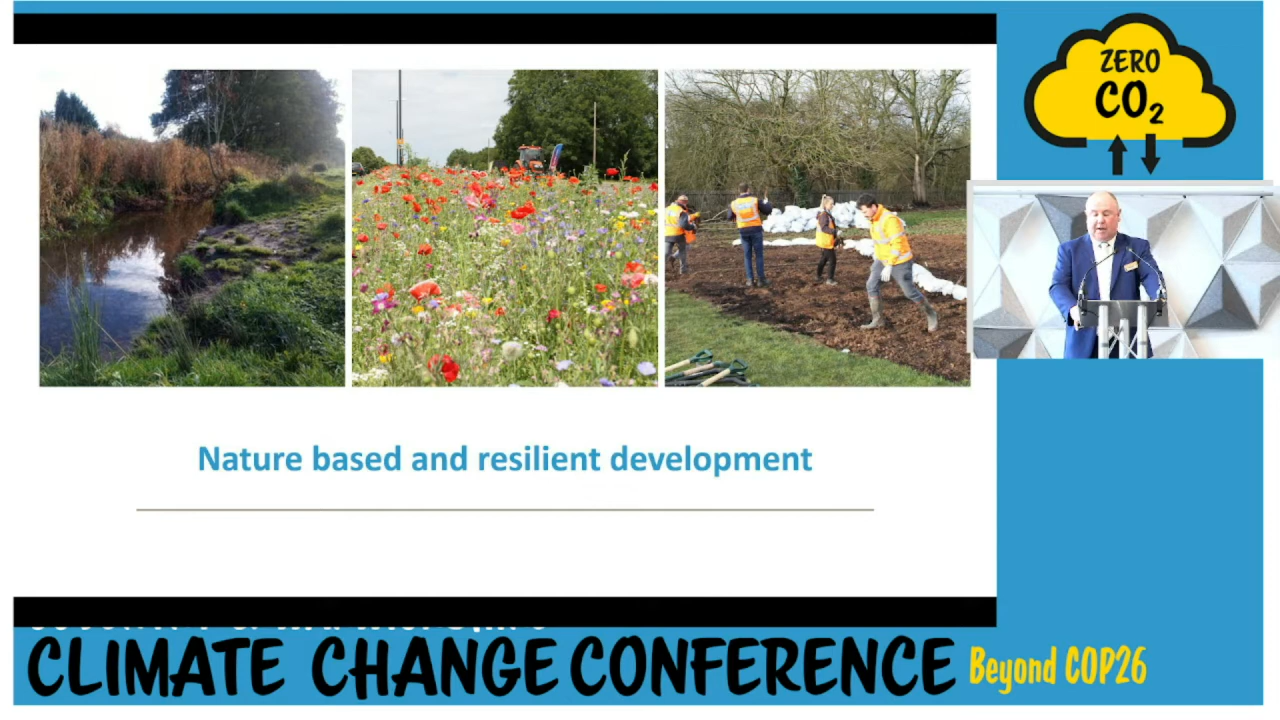 ZERO
CO₂
Nature based and resilient development
CLIMATE CHANGE CONFERENCE Beyond COP26